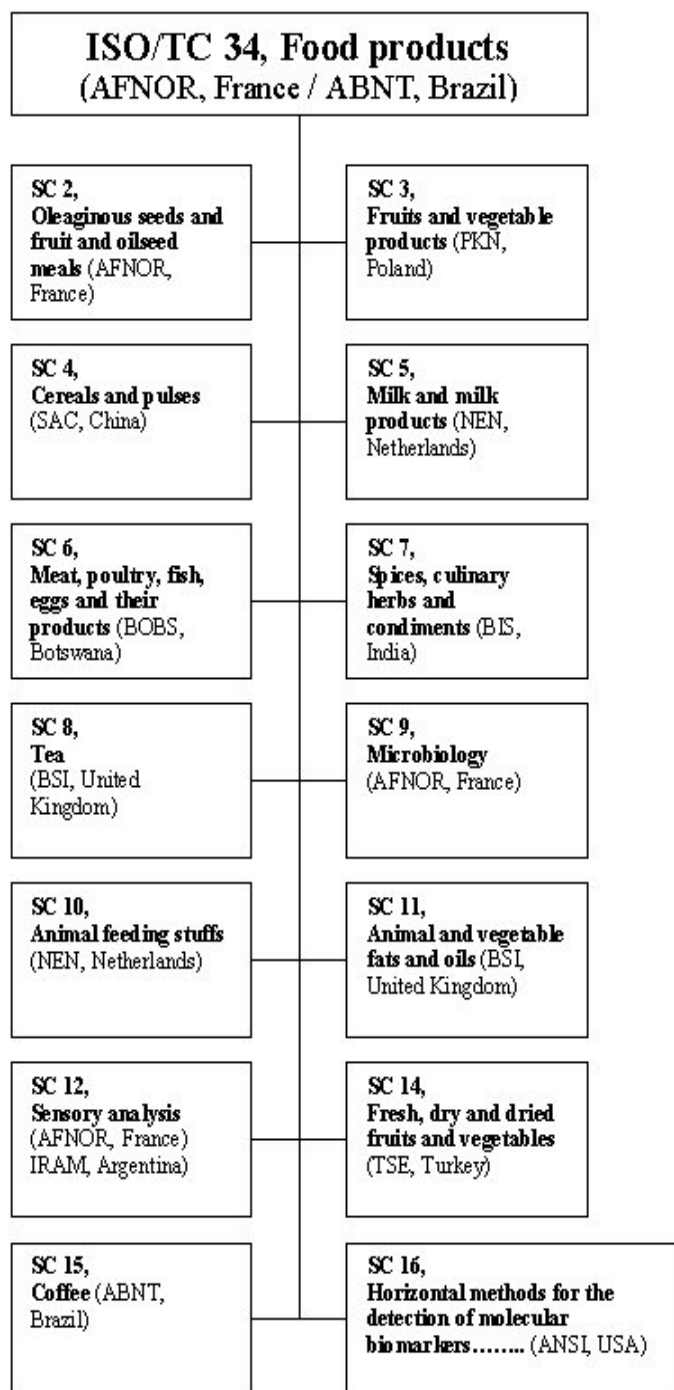 ISO/TC 34, Food products
(AFNOR, France / ABNT, Brazil)
SC 2,
Oleaginous seeds and
fruit and oilseed
meals (AFNOR,
France)
SC 3,
Fruits and vegetable
products (PKN,
Poland)
SC 4,
Cereals and pulses
(SAC, China)
SC 5,
Milk and milk
products (NEN,
Netherlands)
SC 6,
Meat, poultry, fish,
eggs and their
products (BOBS,
Botswana)
SC 7,
Spices, culinary
herbs and
condiments (BIS,
India)
SC 8,
Tea
(BSI, United
Kingdom)
SC 9,
Microbiology
(AFNOR, France)
SC 10,
Animal feeding stuffs
(NEN, Netherlands)
SC 11,
Animal and vegetable
fats and oils (BSI,
United Kingdom)
SC 12,
Sensory analysis
(AFNOR, France)
IRAM, Argentina)
SC 14,
Fresh, dry and dried
fruits and vegetables
(TSE, Turkey)
SC 15,
Coffee (ABNT,
Brazil)
SC 16,
Horizontal methods for the
detection of molecular
biomarkers…….. (ANSI, USA)